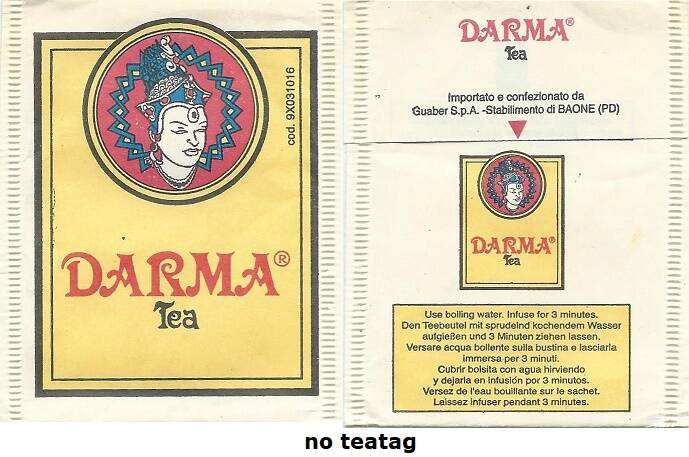 cod. 9X031016
DARMA®
Tea
DARMA®
Tea
Importato e confezionato da
Guaber S.p.A. -Stabilimento di BAONE (PD)
DARMA®
Tea
Use boiling water. Infuse for 3 minutes.
Den Teebeutel mit sprudelnd kochendem Wasser
aufgießen und 3 Minuten ziehen lassen.
Versare acqua bollente sulla bustina e lasciarla
immersa per 3 minuti.
Cubrir bolsita con agua hirviendo
y dejarla en infusión por 3 minutos.
Versez de l'eau bouillante sur le sachet.
Laissez infuser pendant 3 minutes.
no teatag